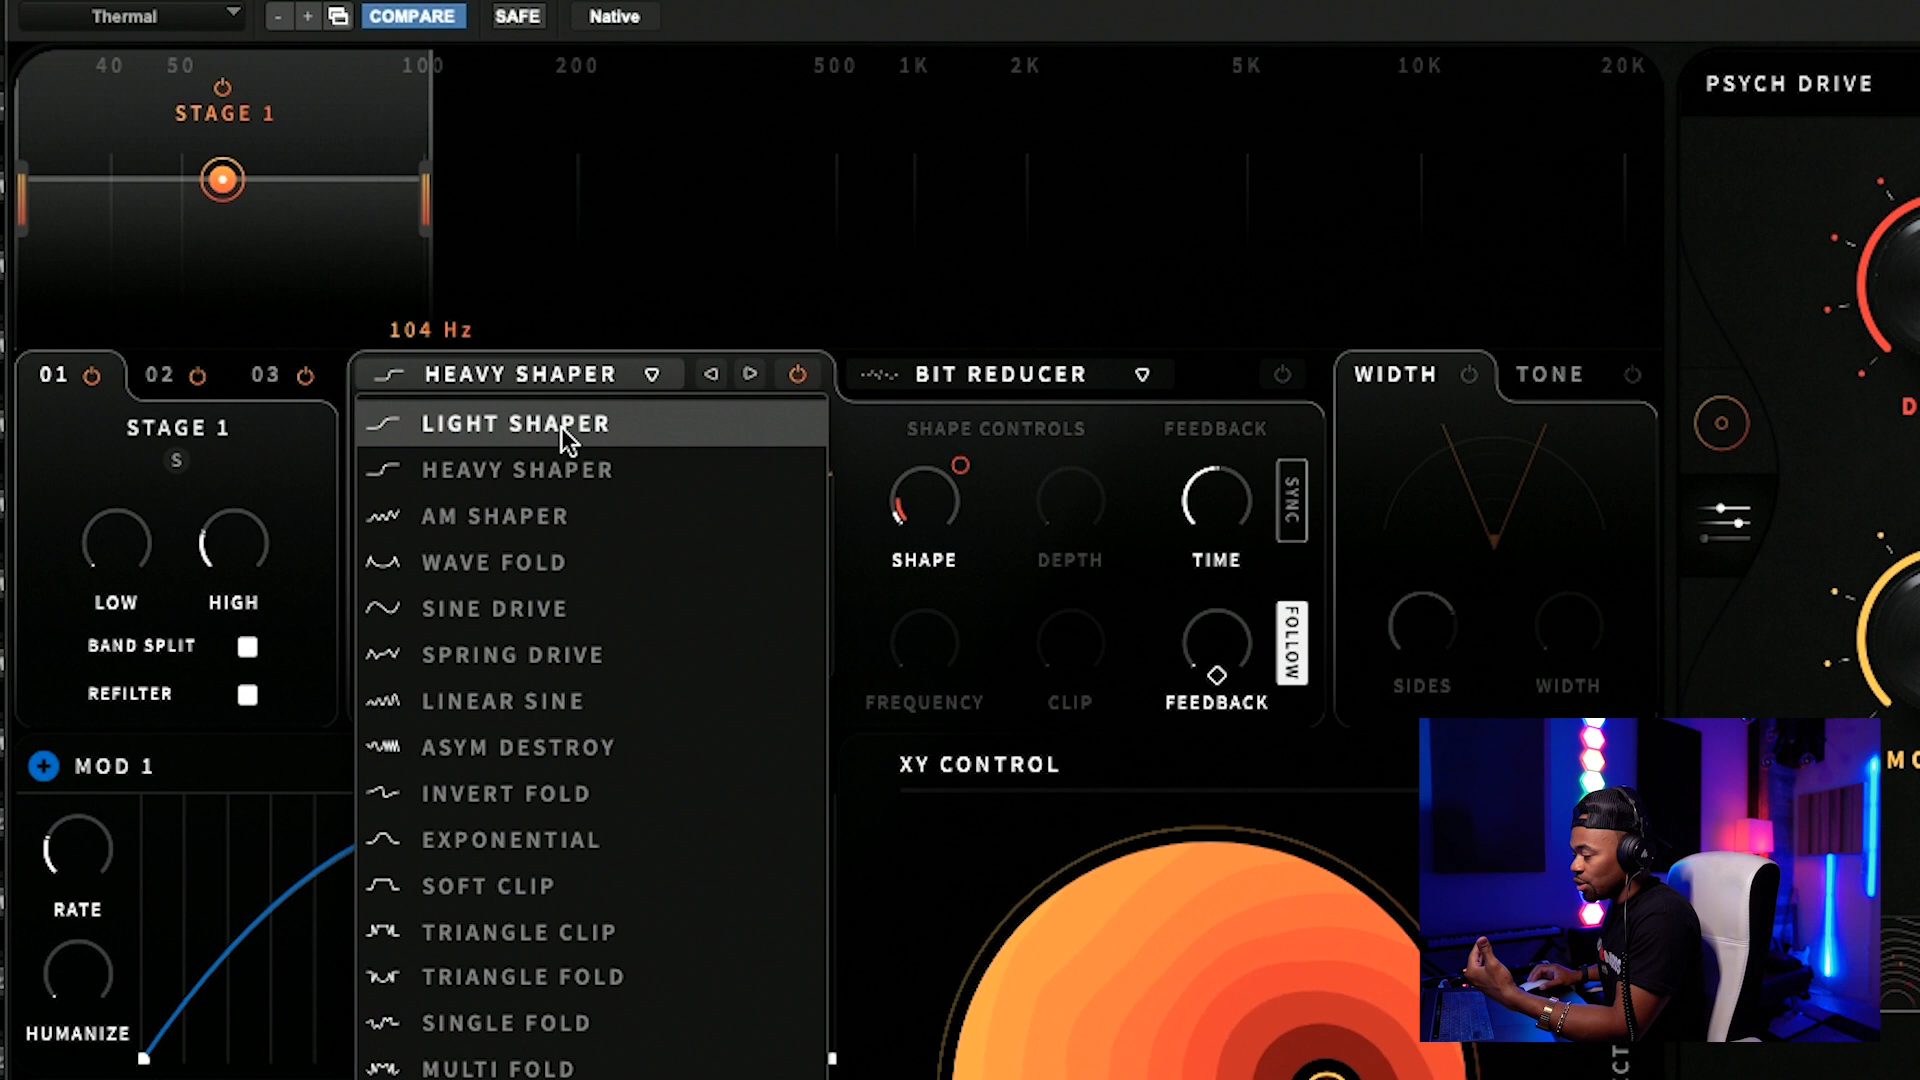 Thermal
- +
COMPARE
SAFE
Native
40 50 100 200 500 1K 2K 5K 10K 20K
STAGE 1
PSYCH DRIVE
104 Hz
01 02 03
HEAVY SHAPER
BIT REDUCER
WIDTH
TONE
STAGE 1
S
LOW HIGH
BAND SPLIT
REFILTER
LIGHT SHAPER
HEAVY SHAPER
AM SHAPER
WAVE FOLD
SINE DRIVE
SPRING DRIVE
LINEAR SINE
ASYM DESTROY
INVERT FOLD
EXPONENTIAL
SOFT CLIP
TRIANGLE CLIP
TRIANGLE FOLD
SINGLE FOLD
MULTI FOLD
SHAPE CONTROLS
FEEDBACK
SYNC
SHAPE DEPTH TIME
FOLLOW
FREQUENCY CLIP FEEDBACK
SIDES WIDTH
MOD 1
RATE
HUMANIZE
XY CONTROL